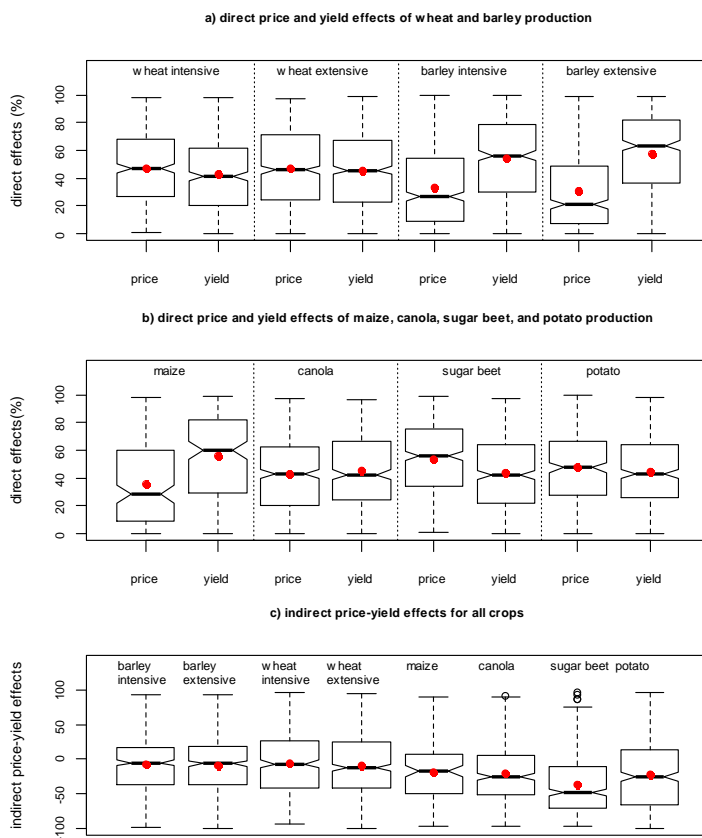 a) direct price and yield effects of wheat and barley production
wheat intensive wheat extensive barley intensive barley extensive
direct effects (%)
100
80
60
40
20
0
price yield price yield price yield price yield
b) direct price and yield effects of maize, canola, sugar beet, and potato production
maize canola sugar beet potato
direct effects(%)
100
80
60
40
20
0
price yield price yield price yield price yield
c) indirect price-yield effects for all crops
barley intensive barley extensive wheat intensive wheat extensive maize canola sugar beet potato
indirect price-yield effects
100
50
0
-50
-100